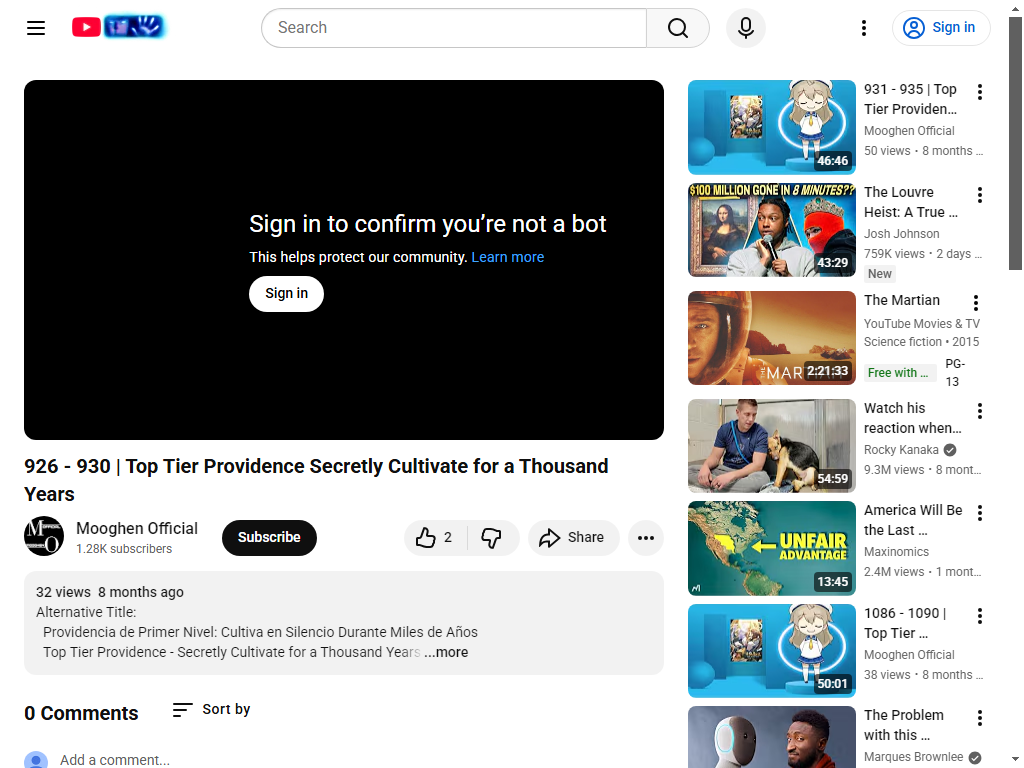 Search
Sign in
Sign in to confirm you’re not a bot
This helps protect our community. Learn more
Sign in
926 - 930 | Top Tier Providence Secretly Cultivate for a Thousand
Years
Mooghen Official
1.28K subscribers
Subscribe
2
Share
32 views 8 months ago
Alternative Title:
Providencia de Primer Nivel: Cultiva en Silencio Durante Miles de Años
Top Tier Providence - Secretly Cultivate for a Thousand Years ...more
0 Comments
Sort by
Add a comment...
46:46
931 - 935 | Top
Tier Providen...
Mooghen Official
50 views • 8 months ...
$100 MILLION GONE IN 8 MINUTES??
43:29
The Louvre
Heist: A True ...
Josh Johnson
759K views • 2 days ...
New
THE MARTIAN
2:21:33
The Martian
YouTube Movies & TV
Science fiction • 2015
Free with ...
PG-
13
54:59
Watch his
reaction when...
Rocky Kanaka
9.3M views • 8 mont...
UNFAIR
ADVANTAGE
13:45
America Will Be
the Last ...
Maxinomics
2.4M views • 1 mont...
50:01
1086 - 1090 |
Top Tier ...
Mooghen Official
38 views • 8 months ...
The Problem
with this ...
Marques Brownlee